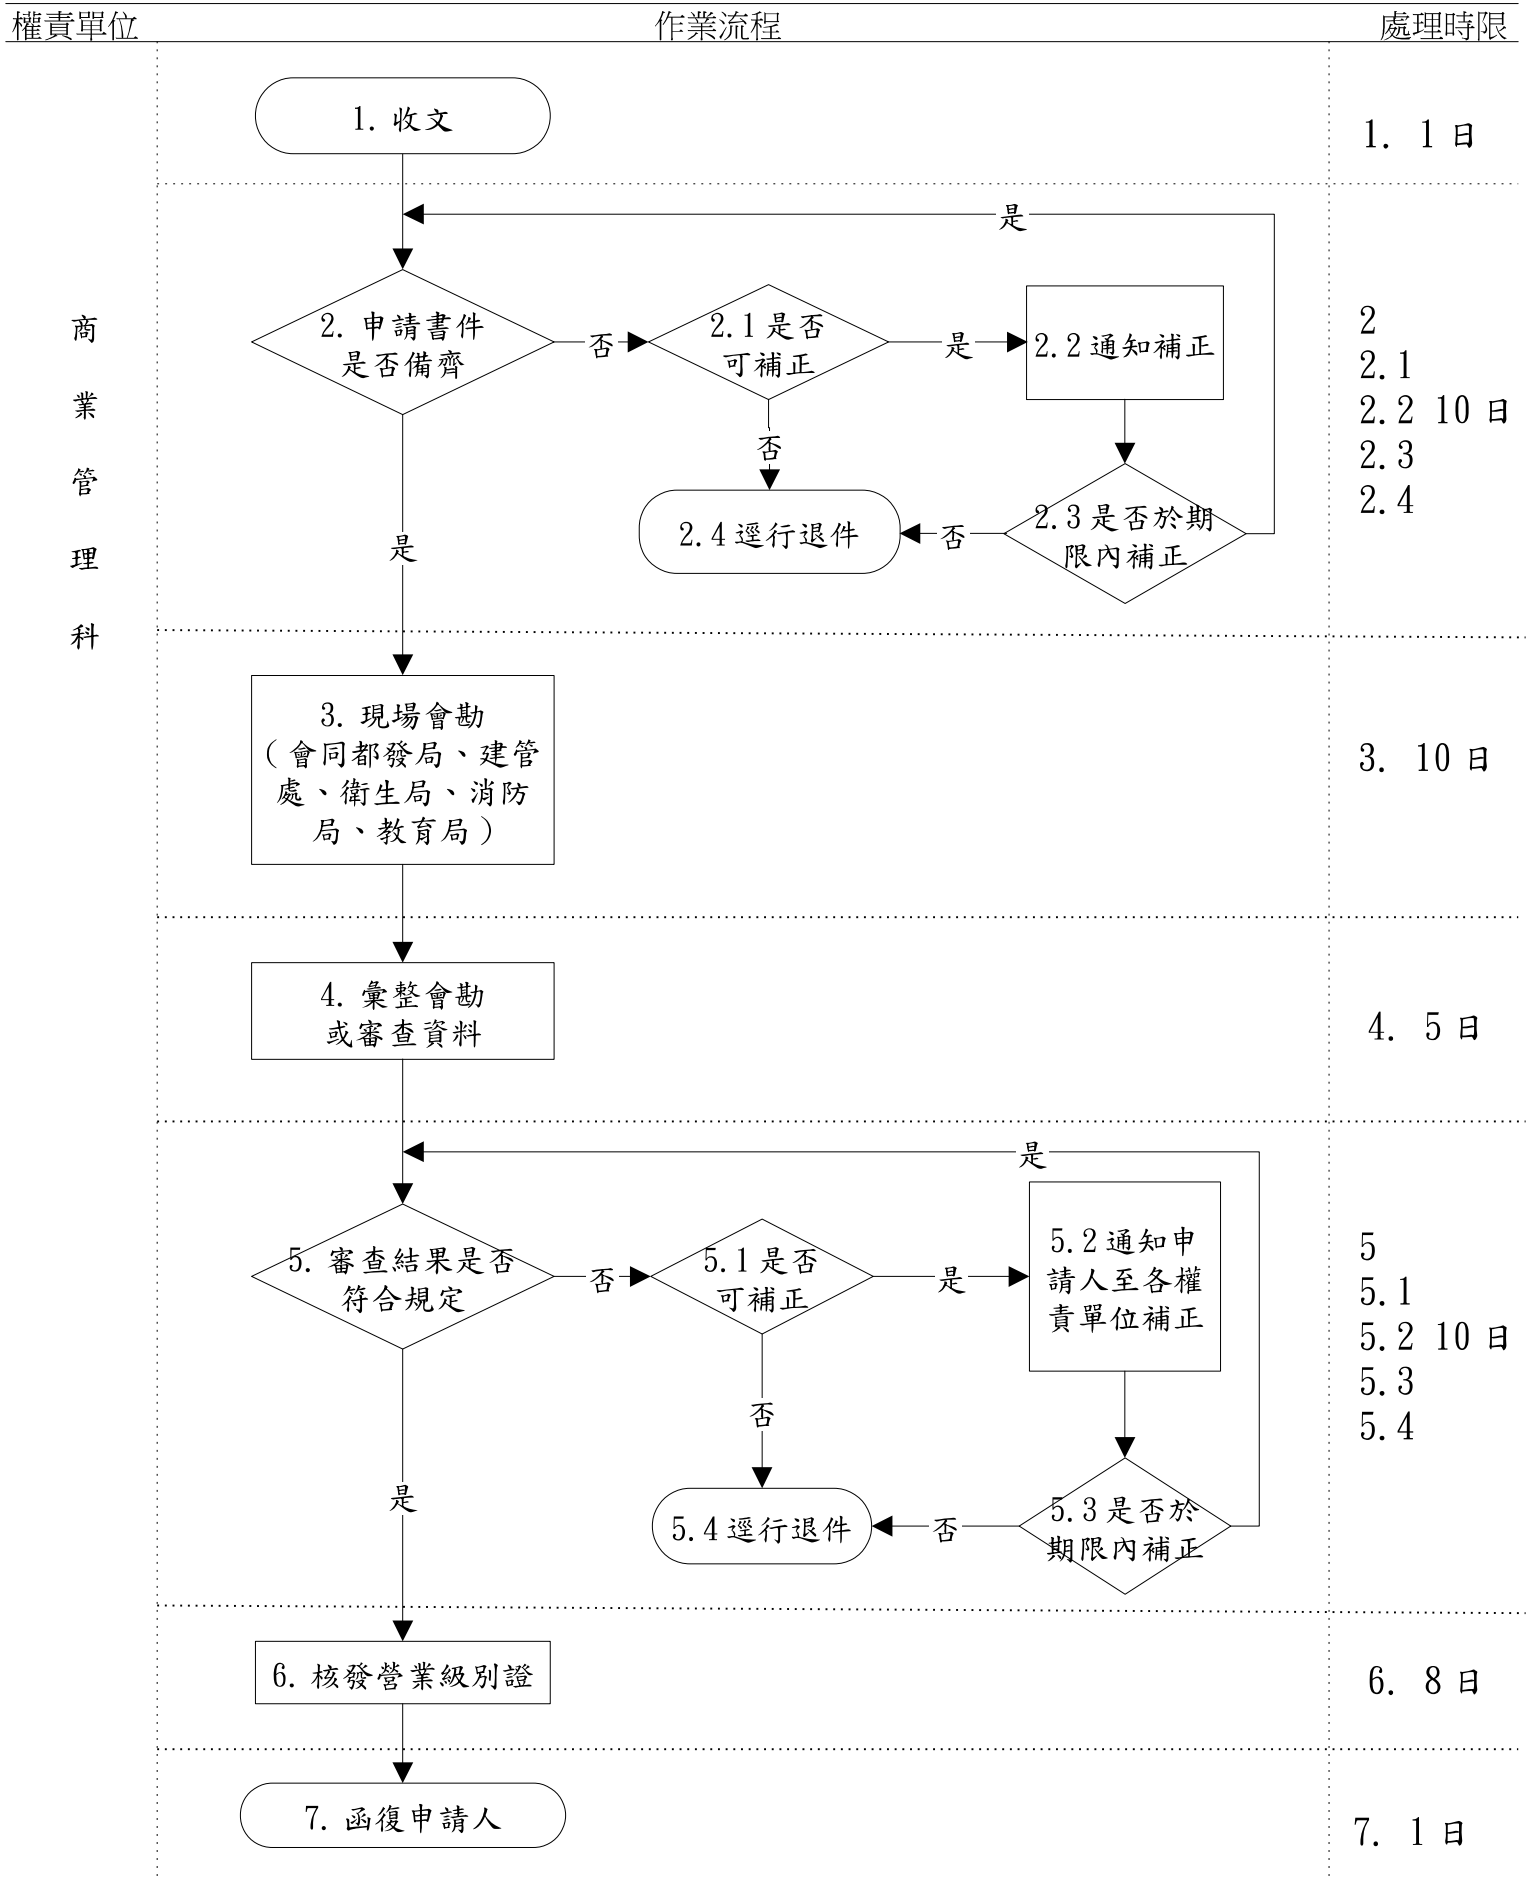 權責單位
作業流程
處理時限
商
業
管
理
科
1. 收文
1. 1日
是
2. 申請書件
是否備齊
否
2.1是否
可補正
是
2.2通知補正
否
2.3是否於期
限內補正
否
2.4逕行退件
是
2
2.1
2.2 10日
2.3
2.4
3. 現場會勘
(會同都發局、建管
處、衛生局、消防
局、教育局)
3. 10日
4. 彙整會勘
或審查資料
4. 5日
是
5. 審查結果是否
符合規定
否
5.1是否
可補正
是
5.2通知申
請人至各權
責單位補正
否
5.3是否於
期限內補正
否
5.4逕行退件
是
5
5.1
5.2 10日
5.3
5.4
6. 核發營業級別證
6. 8日
7. 函復申請人
7. 1日